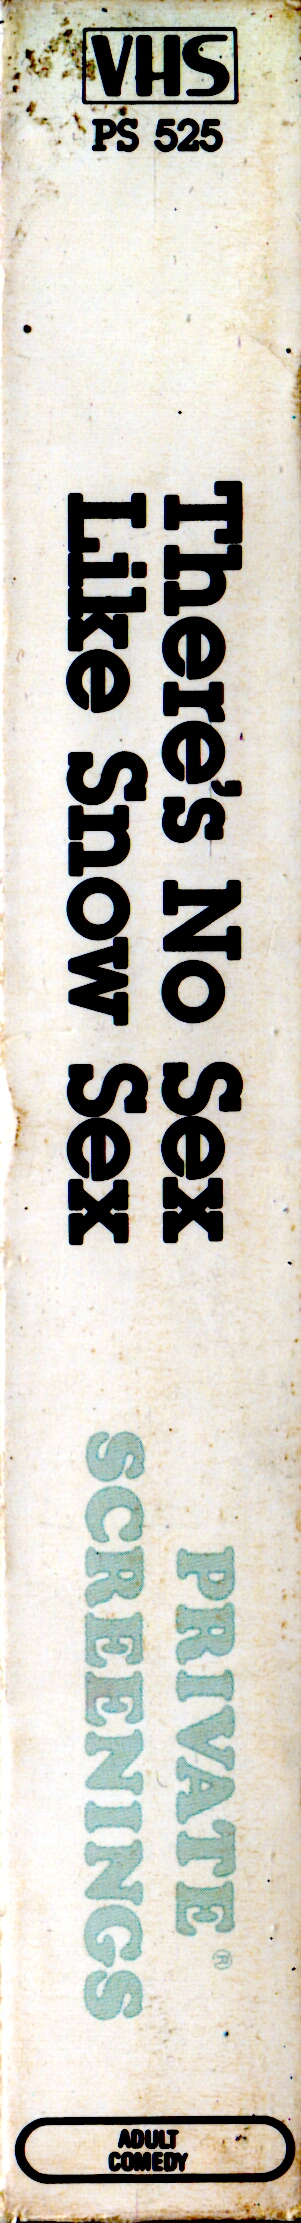 VHS
PS 525
There's No Sex
Like Snow Sex
PRIVATE ®
SCREENINGS
ADULT
COMEDY